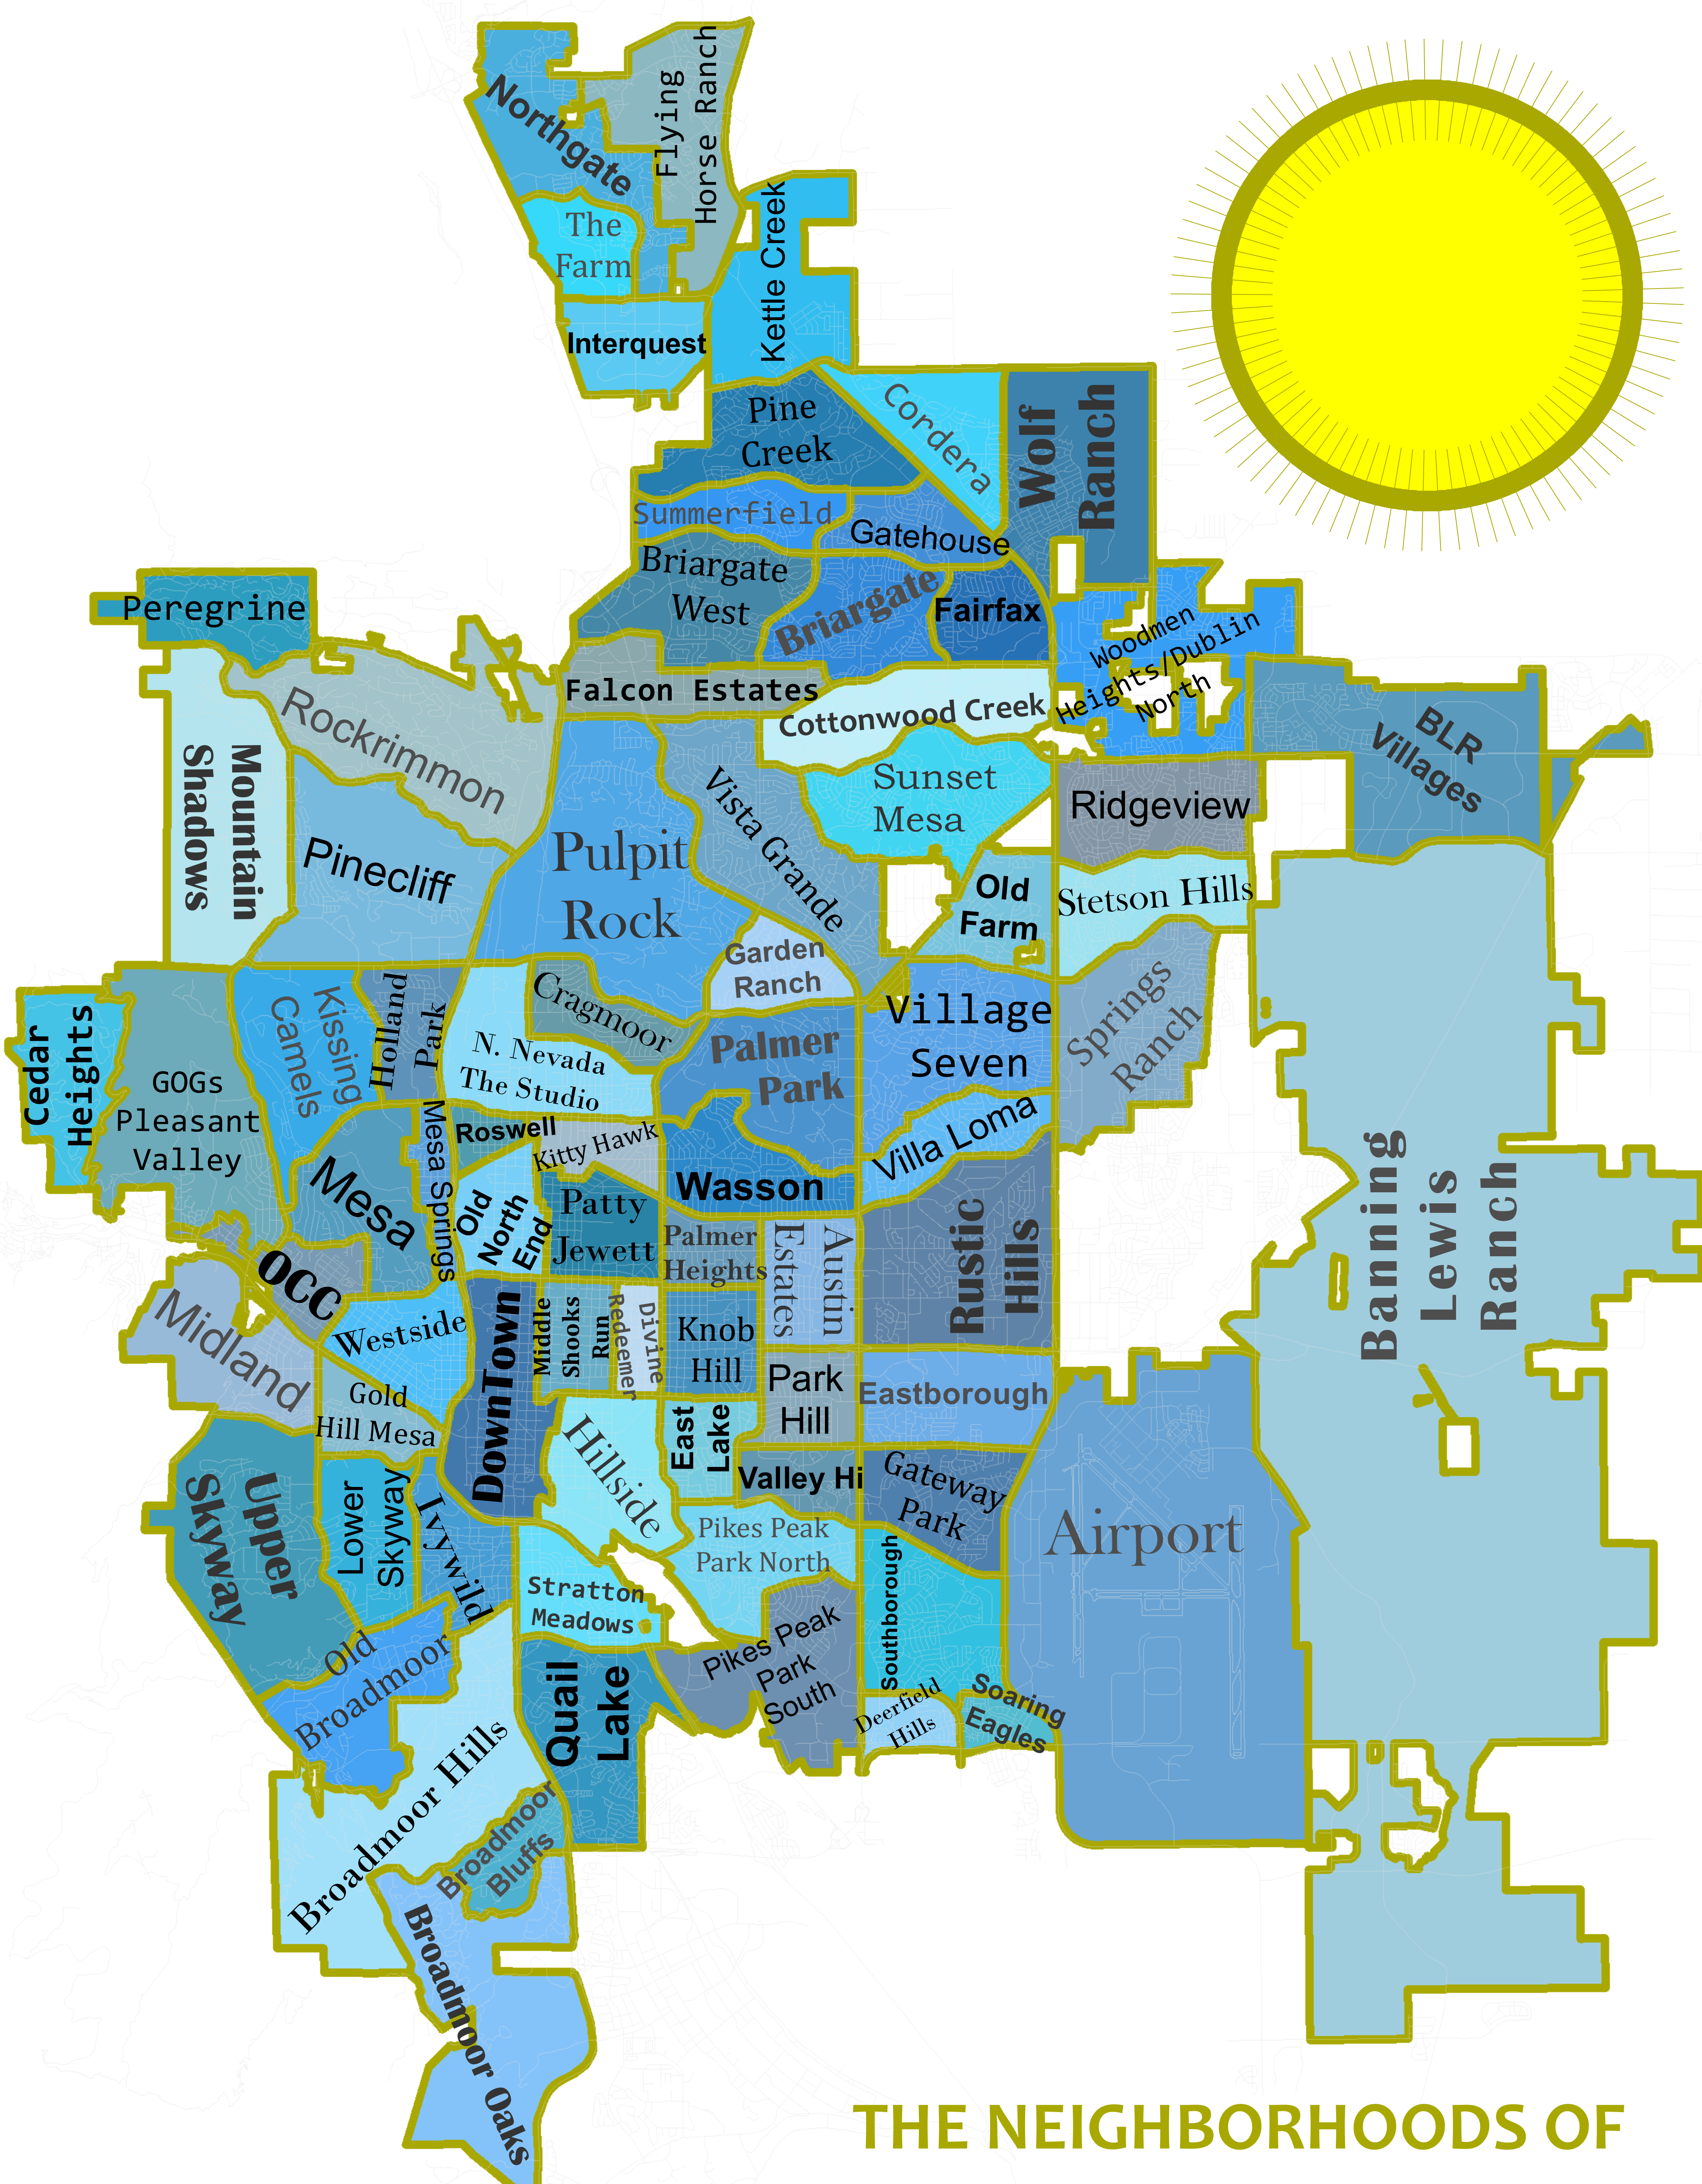 Northgate
Flying
Horse Ranch
The
Farm
Kettle Creek
Interquest
Pine
Creek
Cordera
Wolf
Ranch
Summerfield
Gatehouse
Briargate
West
Briargate
Fairfax
Peregrine
Woodmen
Heights/Dublin
North
Falcon Estates
Cottonwood Creek
Rockrimmon
BLR
Villages
Mountain
Shadows
Sunset
Mesa
Ridgeview
Vista Grande
Pulpit
Rock
Pinecliff
Old
Farm
Stetson Hills
Garden
Ranch
Cragmoor
Village
Seven
Springs
Ranch
Kissing
Camels
Holland
Park
Cedar
Heights
N. Nevada
The Studio
Palmer
Park
GOGs
Pleasant
Valley
Villa Loma
Mesa Springs
Roswell
Kitty Hawk
Mesa
Wasson
Old
North
End
Patty
Jewett
Palmer
Heights
Austin
Estates
Rustic
Hills
Banning
Lewis
Ranch
OCC
Midland
Westside
DownTown
Middle
Shooks
Run
Divine
Redeemer
Knob
Hill
Park
Hill
Eastborough
Gold
Hill Mesa
East
Lake
Hillside
Valley Hi
Gateway
Park
Upper
Skyway
Lower
Skyway
Ivywild
Pikes Peak
Park North
Airport
Southborough
Stratton
Meadows
Old
Broadmoor
Quail
Lake
Pikes Peak
Park
South
Deerfield
Hills
Soaring
Eagles
Broadmoor Hills
Broadmoor
Bluffs
Broadmoor Oaks
THE NEIGHBORHOODS OF